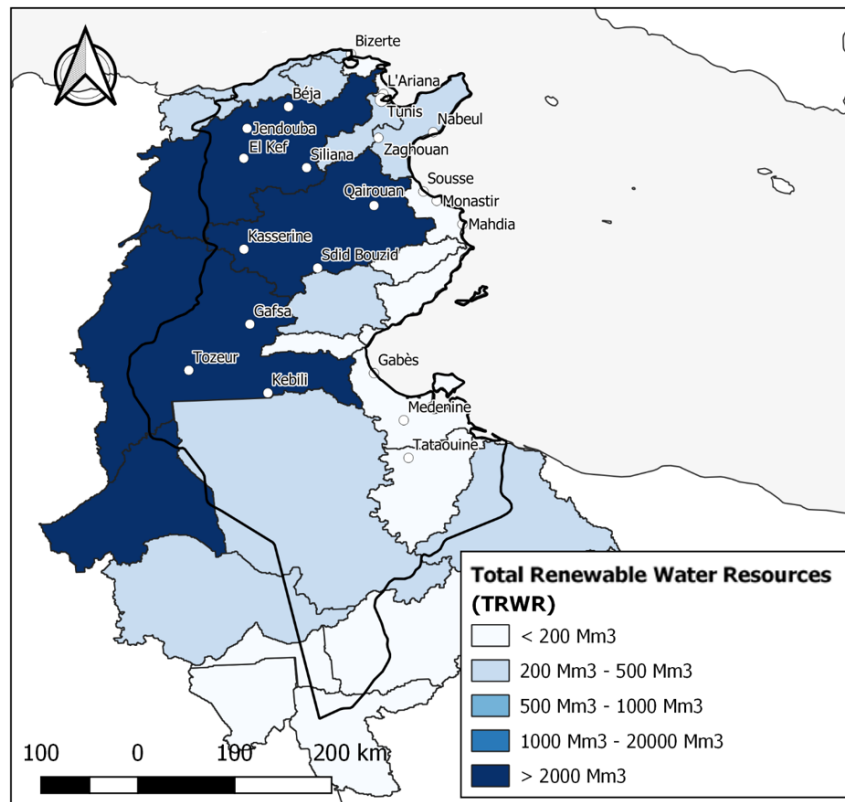 Bizerte
L'Ariana
Tunis
Béja
Nabeul
Jendouba
Zaghouan
El Kef
Siliana
Sousse
Qairouan
Monastir
Mahdia
Kasserine
Sdid Bouzid
Gafsa
Tozeur
Gabès
Kebili
Medenine
Tataouine
Total Renewable Water Resources
(TRWR)
< 200 Mm3
200 Mm3 - 500 Mm3
500 Mm3 - 1000 Mm3
1000 Mm3 - 20000 Mm3
> 2000 Mm3
100 0 100 200 km